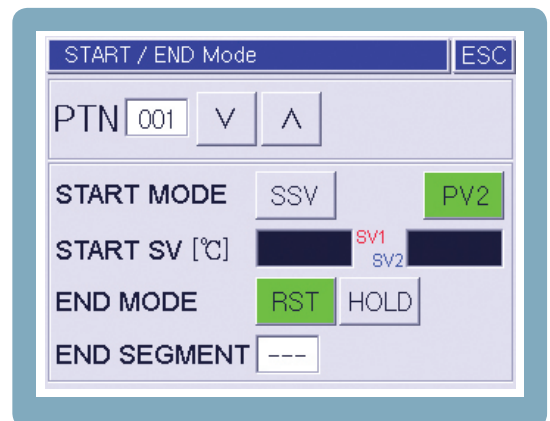 START / END Mode ESC
PTN 001 ∨ ∧
START MODE SSV PV2
START SV [℃] SV1 SV2
END MODE RST HOLD
END SEGMENT ---